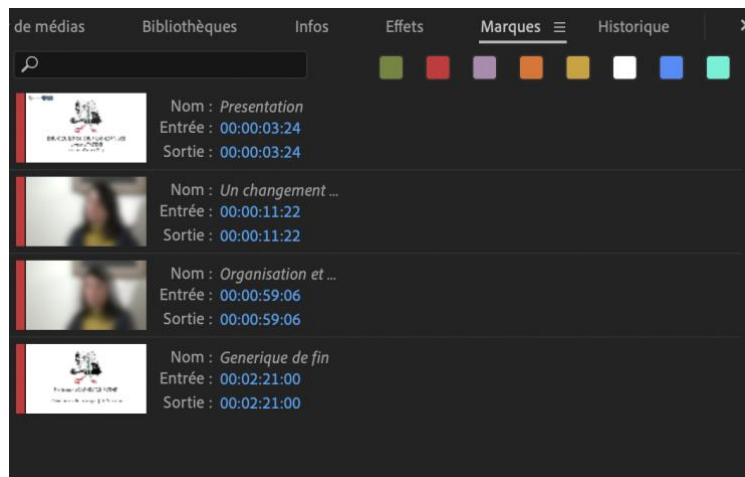 de médias Bibliothèques Infos Effets Marques Historique
Nom : Presentation
Entrée : 00:00:03:24
Sortie : 00:00:03:24
Nom : Un changement ...
Entrée : 00:00:11:22
Sortie : 00:00:11:22
Nom : Organisation et ...
Entrée : 00:00:59:06
Sortie : 00:00:59:06
Nom : Generique de fin
Entrée : 00:02:21:00
Sortie : 00:02:21:00